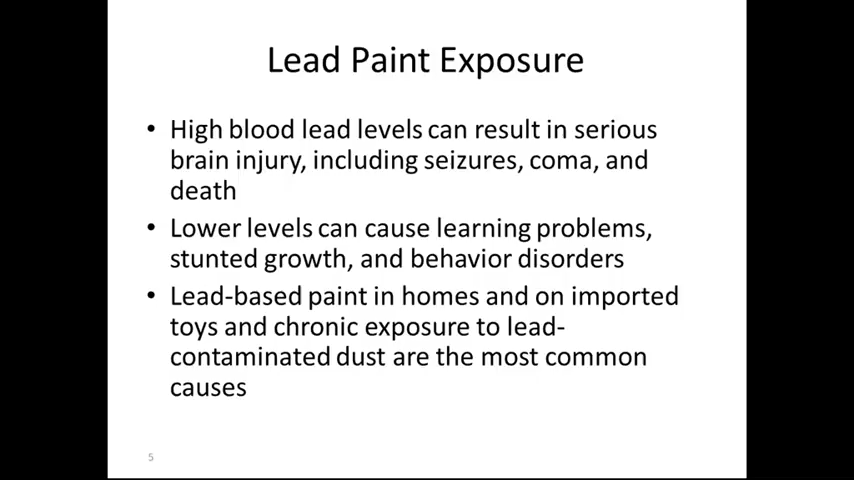 Lead Paint Exposure
• High blood lead levels can result in serious
brain injury, including seizures, coma, and
death
• Lower levels can cause learning problems,
stunted growth, and behavior disorders
• Lead-based paint in homes and on imported
toys and chronic exposure to lead-
contaminated dust are the most common
causes
5